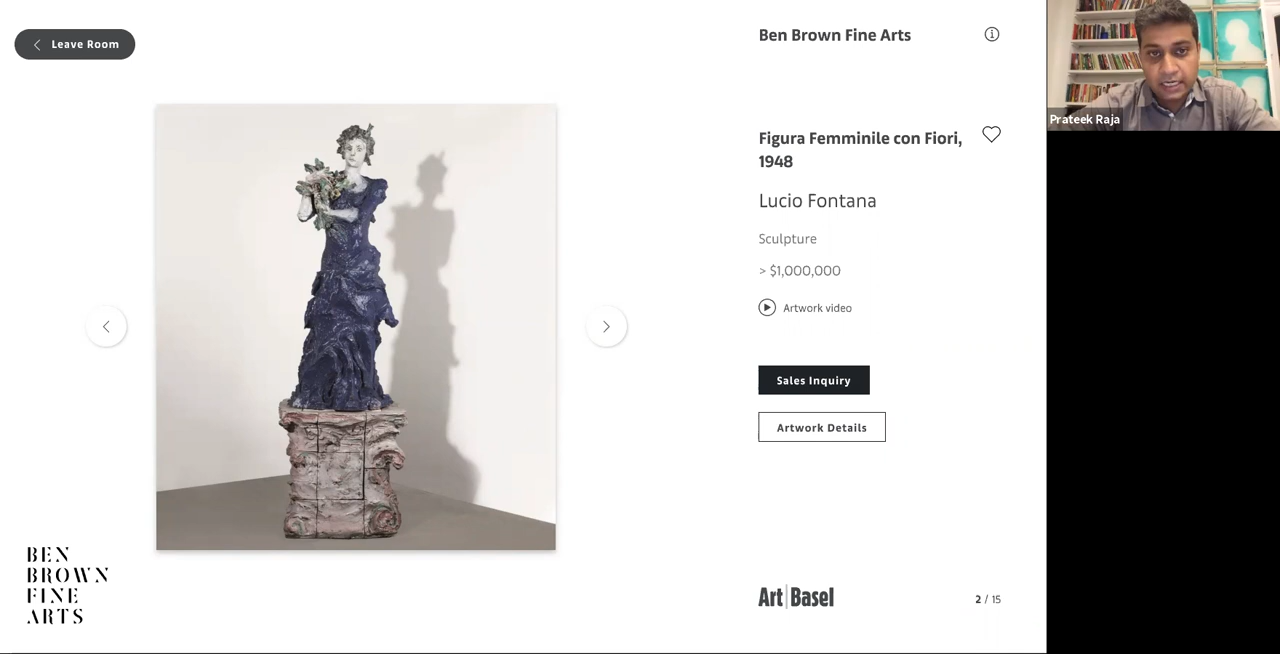 Leave Room
Ben Brown Fine Arts
Figura Femminile con Fiori,
1948
Lucio Fontana
Sculpture
> $1,000,000
Artwork video
Sales Inquiry
Artwork Details
BEN
BROWN
FINE
ARTS
Art Basel
2 / 15
Prateek Raja